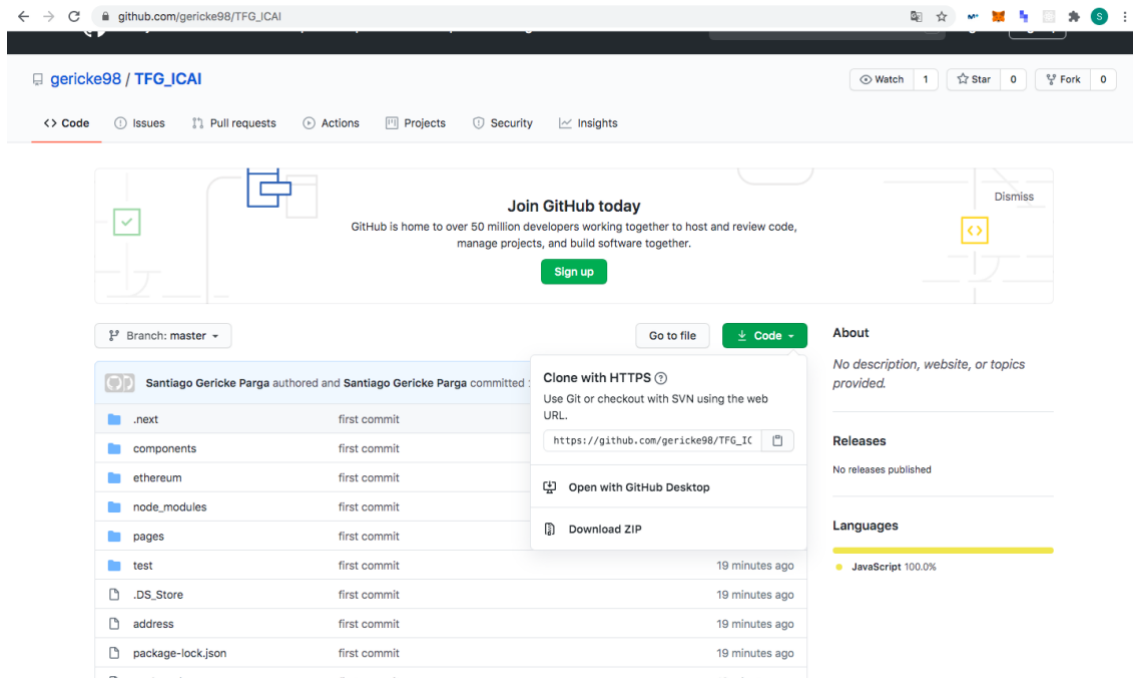 github.com/gericke98/TFG_ICAI
S
gericke98 / TFG_ICAI
Watch 1 Star 0 Fork 0
Code Issues Pull requests Actions Projects Security Insights
Join GitHub today
Dismiss
GitHub is home to over 50 million developers working together to host and review code,
manage projects, and build software together.
Sign up
Branch: master
Go to file
Code
Santiago Gericke Parga authored and Santiago Gericke Parga committed
.next first commit
components first commit
ethereum first commit
node_modules first commit
pages first commit
test first commit 19 minutes ago
.DS_Store first commit 19 minutes ago
address first commit 19 minutes ago
package-lock.json first commit 19 minutes ago
Clone with HTTPS
Use Git or checkout with SVN using the web
URL.
https://github.com/gericke98/TFG_IC
Open with GitHub Desktop
Download ZIP
About
No description, website, or topics
provided.
Releases
No releases published
Languages
JavaScript 100.0%